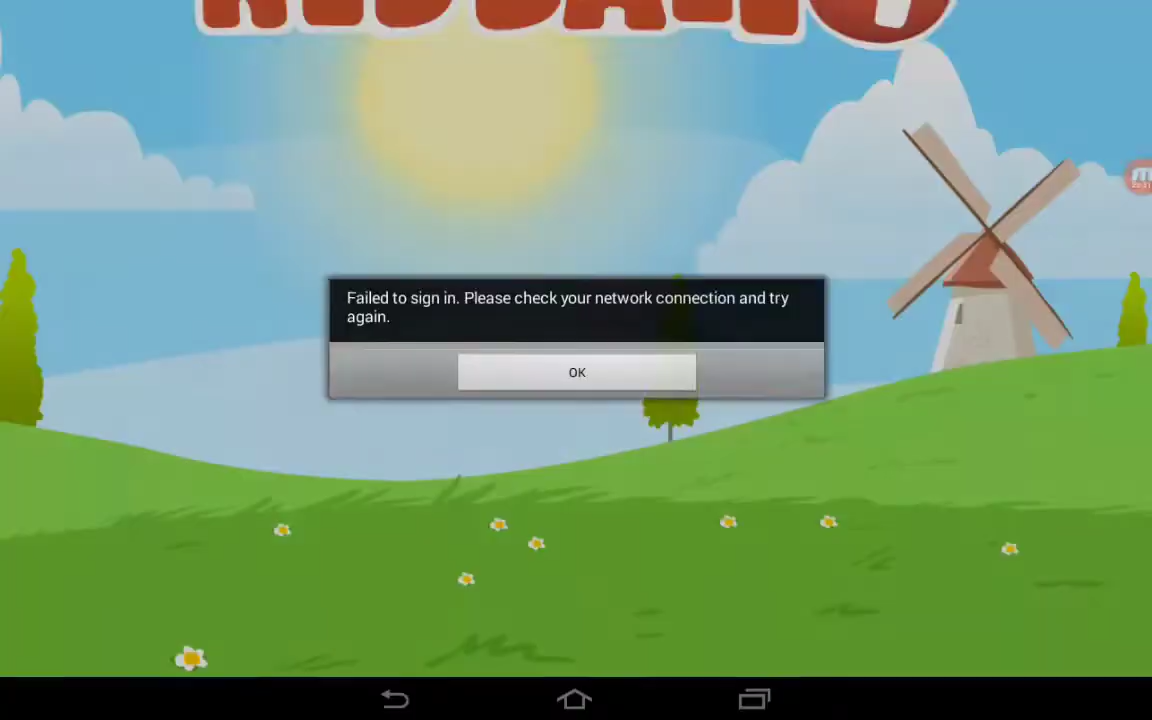 Failed to sign in. Please check your network connection and try
again.
OK